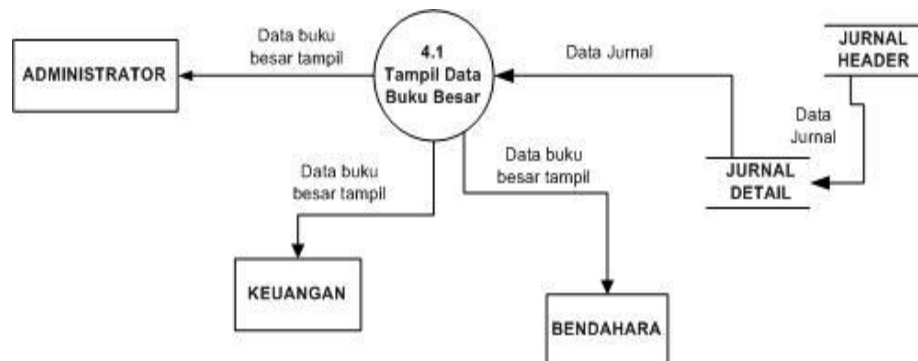 ADMINISTRATOR
Data buku
besar tampil
4.1
Tampil Data
Buku Besar
Data Jurnal
JURNAL
HEADER
Data
Jurnal
JURNAL
DETAIL
Data buku
besar tampil
Data buku
besar tampil
KEUANGAN
BENDAHARA